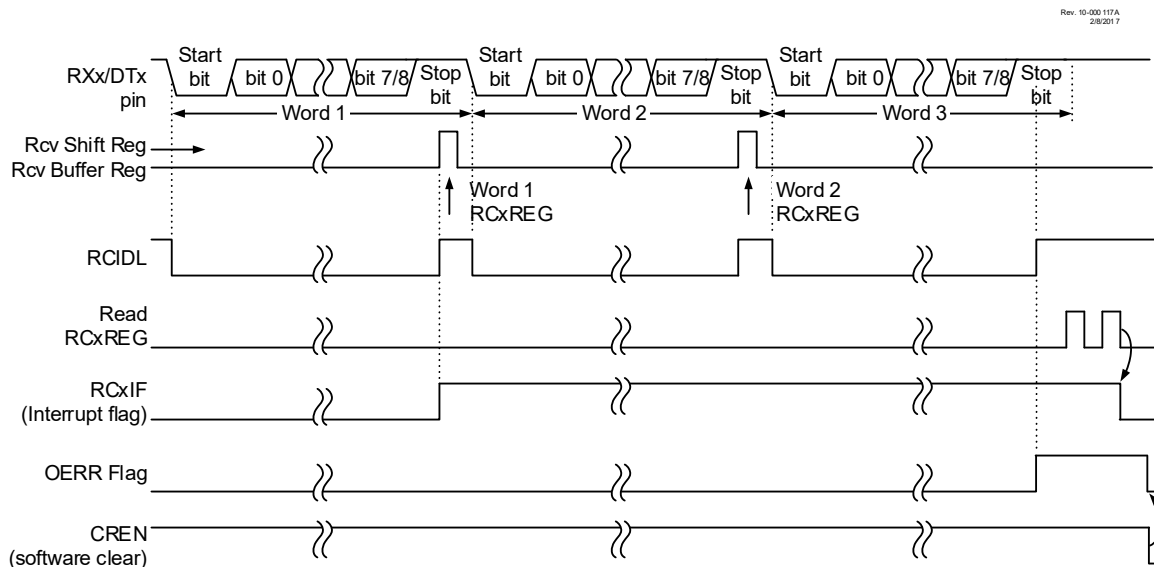 Rev. 10-000 117A
2/8/201 7
RXx/DTx
pin
Start
bit
bit 0
bit 7/8
Stop
bit
Start
bit
bit 0
bit 7/8
Stop
bit
Start
bit
bit 0
bit 7/8
Stop
bit
Word 1
Word 2
Word 3
Rcv Shift Reg
Rcv Buffer Reg
Word 1
RCxREG
Word 2
RCxREG
RCIDL
Read
RCxREG
RCxIF
(Interrupt flag)
OERR Flag
CREN
(software clear)